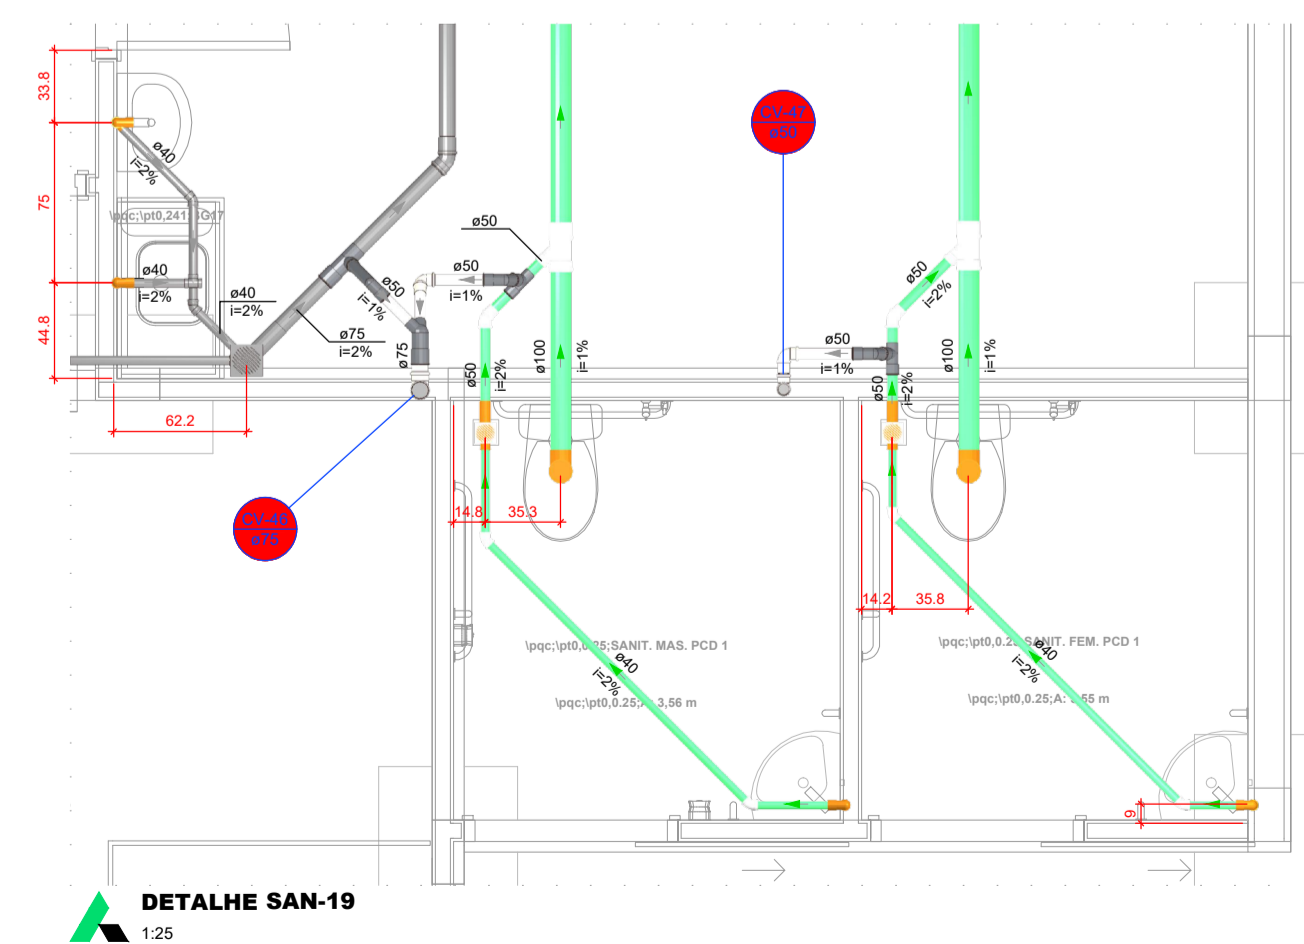 33.8
75
44.8
62.2
ø40
i=2%
\pqc;\pt0,241;SG17
ø40
i=2%
ø40
i=2%
ø75
i=2%
ø50
i=1%
ø75
ø50
ø50
i=1%
ø50
i=2%
ø100
i=1%
CV-47
ø50
ø50
i=2%
ø50
i=1%
ø50
i=2%
ø100
i=1%
CV-46
ø75
14.8
35.3
14.2
35.8
\pqc;\pt0,0.25;SANIT. MAS. PCD 1
\pqc;\pt0,0.25;A: 3,56 m
ø40
i=2%
\pqc;\pt0,0.25;SANIT. FEM. PCD 1
\pqc;\pt0,0.25;A: 3,55 m
ø40
i=2%
9
DETALHE SAN-19
1:25